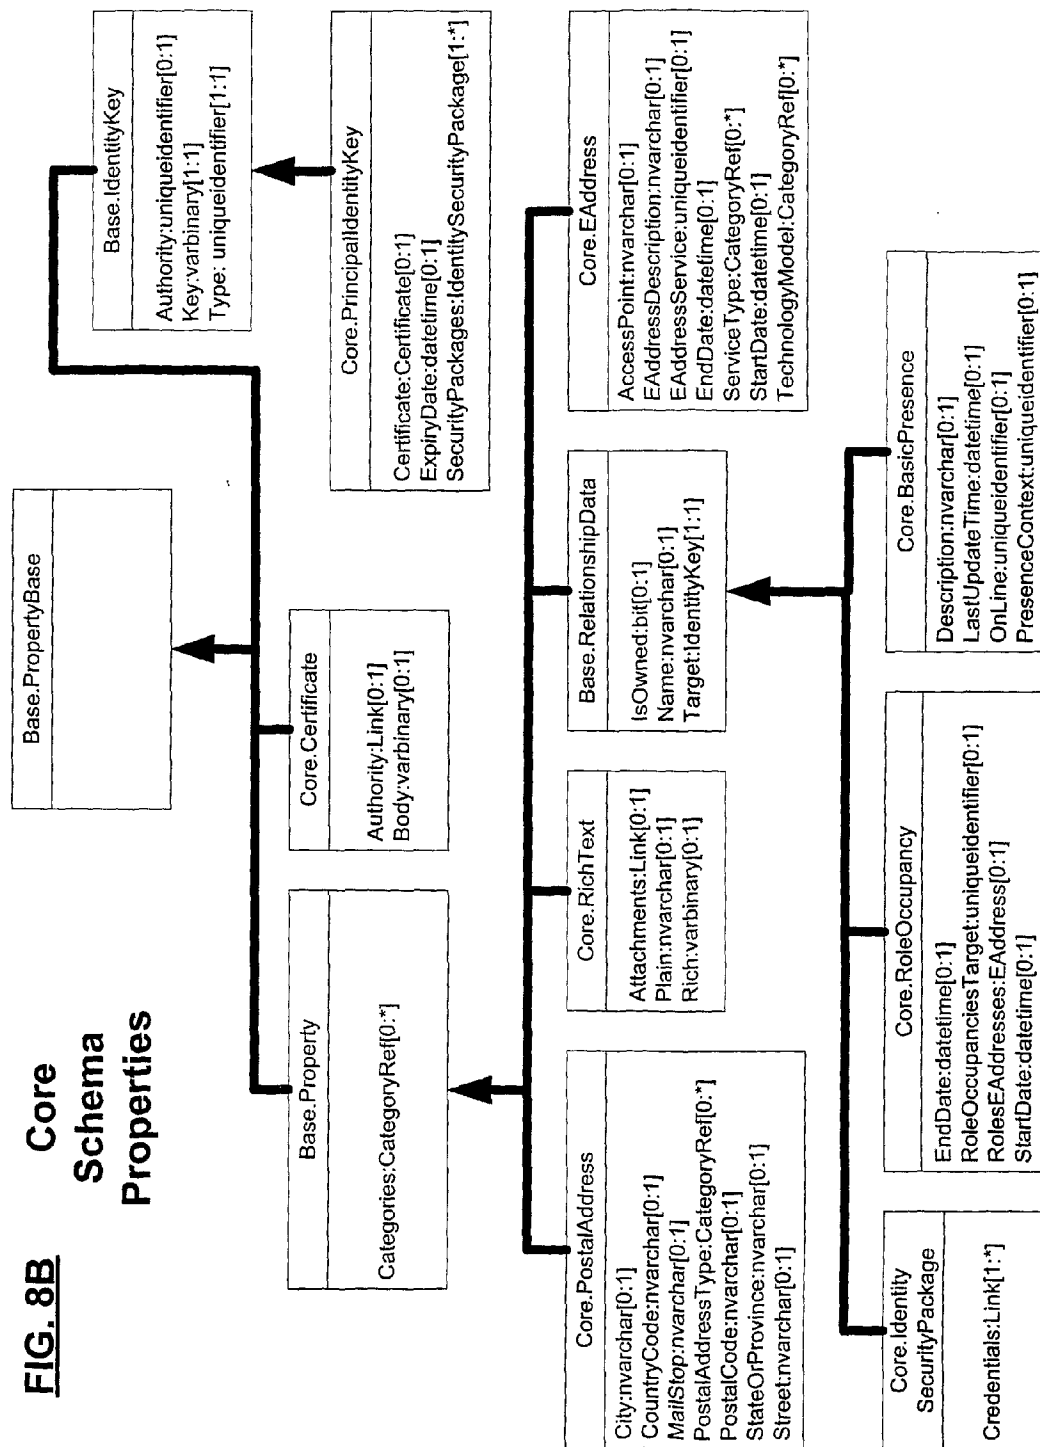 FIG. 8B
Core
Schema
Properties
Base.PropertyBase
Base.Property
Categories:CategoryRef[0:*]
Core.Certificate
Authority:Link[0:1]
Body:varbinary[0:1]
Base.IdentityKey
Authority:uniqueidentifier[0:1]
Key:varbinary[1:1]
Type: uniqueidentifier[1:1]
Core.PrincipalIdentityKey
Certificate:Certificate[0:1]
ExpiryDate:datetime[0:1]
SecurityPackages:IdentitySecurityPackage[1:*]
Core.PostalAddress
City:nvarchar[0:1]
CountryCode:nvarchar[0:1]
MailStop:nvarchar[0:1]
PostalAddressType:CategoryRef[0:*]
PostalCode:nvarchar[0:1]
StateOrProvince:nvarchar[0:1]
Street:nvarchar[0:1]
Core.RichText
Attachments:Link[0:1]
Plain:nvarchar[0:1]
Rich:varbinary[0:1]
Base.RelationshipData
IsOwned:bit[0:1]
Name:nvarchar[0:1]
Target:IdentityKey[1:1]
Core.EAddress
AccessPoint:nvarchar[0:1]
EAddressDescription:nvarchar[0:1]
EAddressService:uniqueidentifier[0:1]
EndDate:datetime[0:1]
ServiceType:CategoryRef[0:*]
StartDate:datetime[0:1]
TechnologyModel:CategoryRef[0:*]
Core.Identity
SecurityPackage
Credentials:Link[1:*]
Core.RoleOccupancy
EndDate:datetime[0:1]
RoleOccupanciesTarget:uniqueidentifier[0:1]
RolesEAddresses:EAddress[0:1]
StartDate:datetime[0:1]
Core.BasicPresence
Description:nvarchar[0:1]
LastUpdateTime:datetime[0:1]
OnLine:uniqueidentifier[0:1]
PresenceContext:uniqueidentifier[0:1]